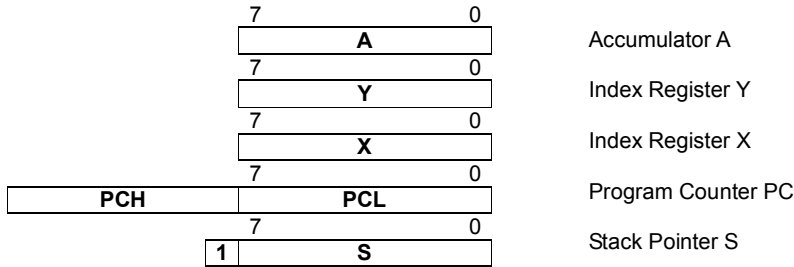 7 0
A Accumulator A
7 0
Y Index Register Y
7 0
X Index Register X
7 0
PCH PCL Program Counter PC
7 0
1 S Stack Pointer S